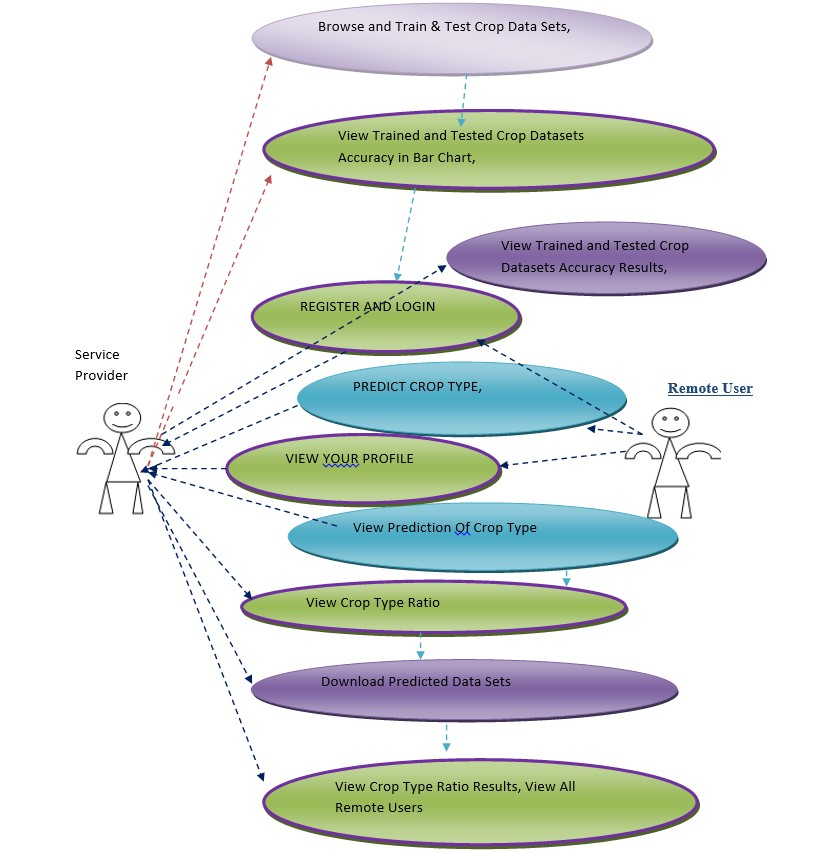 Browse and Train & Test Crop Data Sets,
View Trained and Tested Crop Datasets
Accuracy in Bar Chart,
View Trained and Tested Crop
Datasets Accuracy Results,
REGISTER AND LOGIN
Service
Provider
PREDICT CROP TYPE,
Remote User
VIEW YOUR PROFILE
View Prediction Of Crop Type
View Crop Type Ratio
Download Predicted Data Sets
View Crop Type Ratio Results, View All
Remote Users